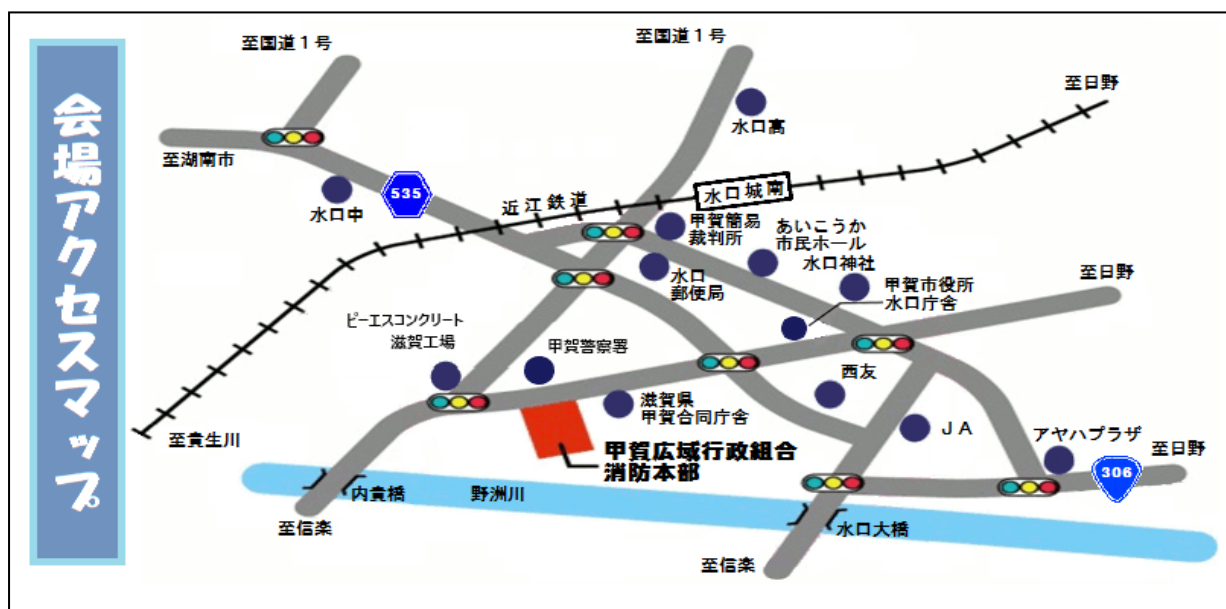 会場アクセスマップ
至国道１号
至国道１号
至日野
水口高
至湖南市
535
水口中
近江鉄道
水口城南
甲賀簡易
裁判所
あいこうか
市民ホール
水口神社
水口
郵便局
甲賀市役所
水口庁舎
至日野
ピーエスコンクリート
滋賀工場
甲賀警察署
西友
滋賀県
甲賀合同庁舎
ＪＡ
アヤハプラザ
至日野
306
至貴生川
甲賀広域行政組合
消防本部
内貴橋
野洲川
水口大橋
至信楽
至信楽